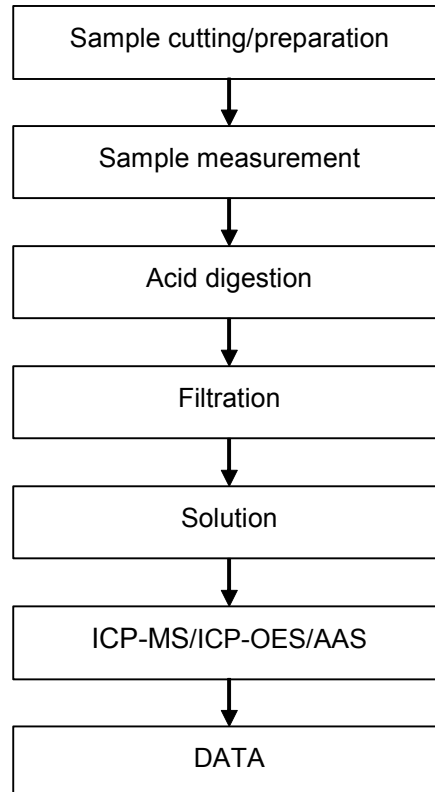 Sample cutting/preparation
Sample measurement
Acid digestion
Filtration
Solution
ICP-MS/ICP-OES/AAS
DATA